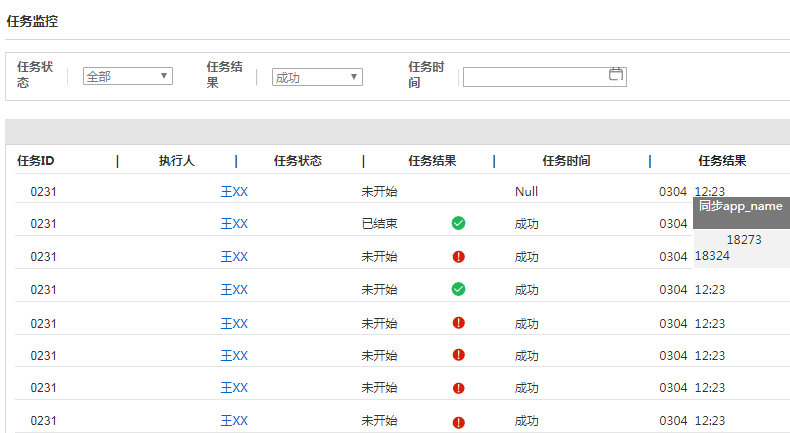 任务监控
任务状态 | 全部 任务结果 | 成功 任务时间 |
任务ID | 执行人 | 任务状态 | 任务结果 | 任务时间 | 任务结果
0231 王XX 未开始 Null 0304 12:23
同步app_name
0231 王XX 已结束 成功 0304
18273
0231 王XX 未开始 成功 0304 18324
0231 王XX 未开始 成功 0304 12:23
0231 王XX 未开始 成功 0304 12:23
0231 王XX 未开始 成功 0304 12:23
0231 王XX 未开始 成功 0304 12:23
0231 王XX 未开始 成功 0304 12:23